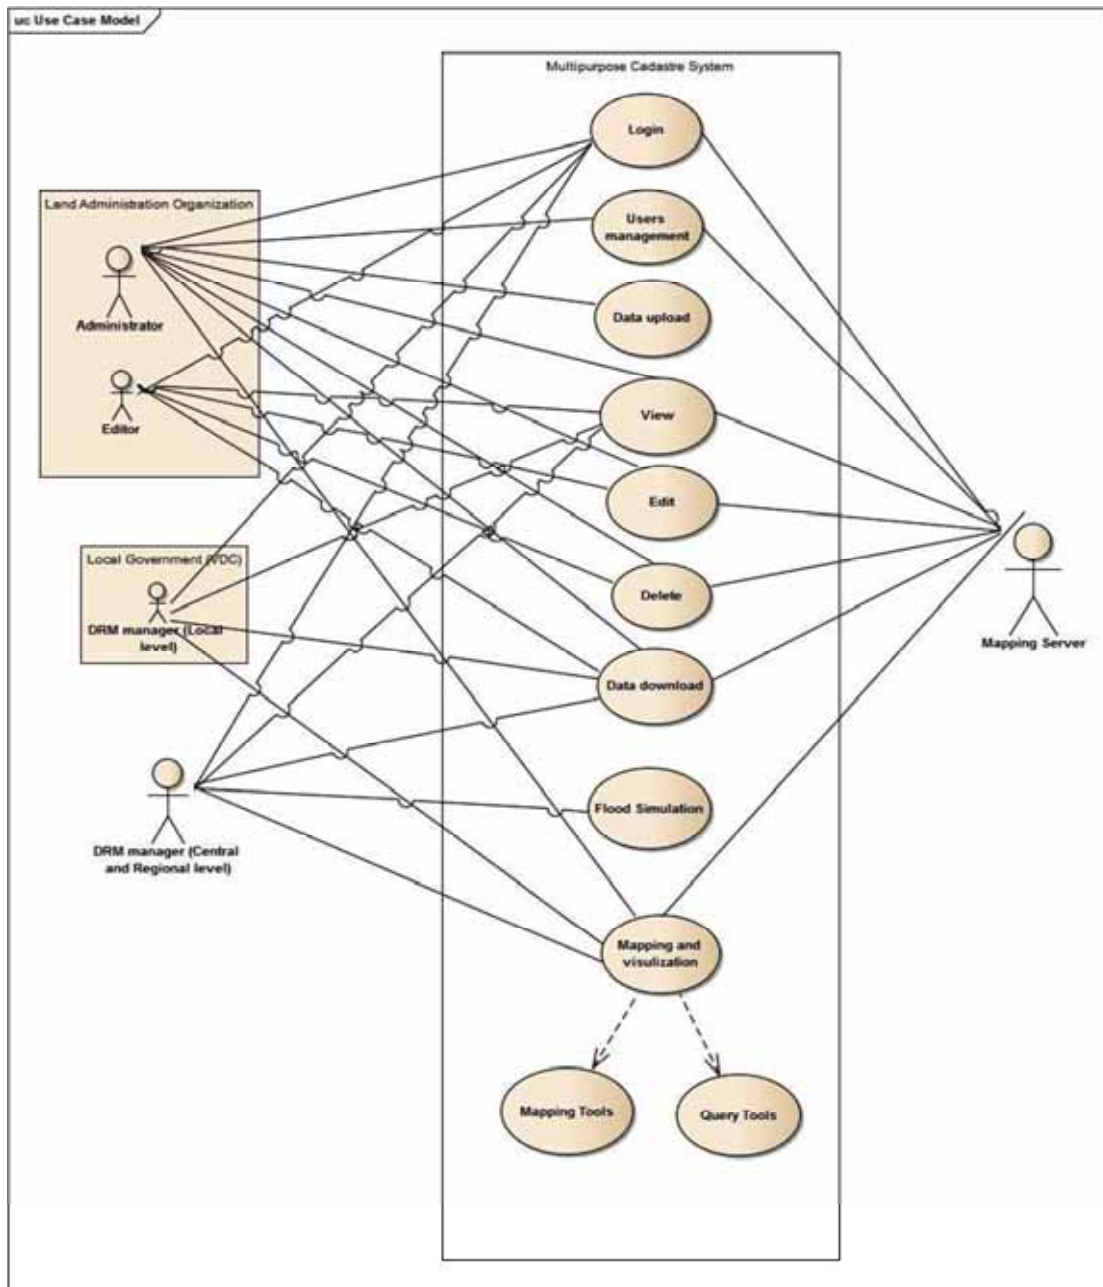 uc Use Case Model
Multipurpose Cadastre System
Login
Land Administration Organization
Users
management
Administrator
Data upload
Editor
View
Edit
Local Government (VDC)
Delete
DRM manager (Local
level)
Mapping Server
Data download
Flood Simulation
DRM manager (Central
and Regional level)
Mapping and
visulization
Mapping Tools
Query Tools